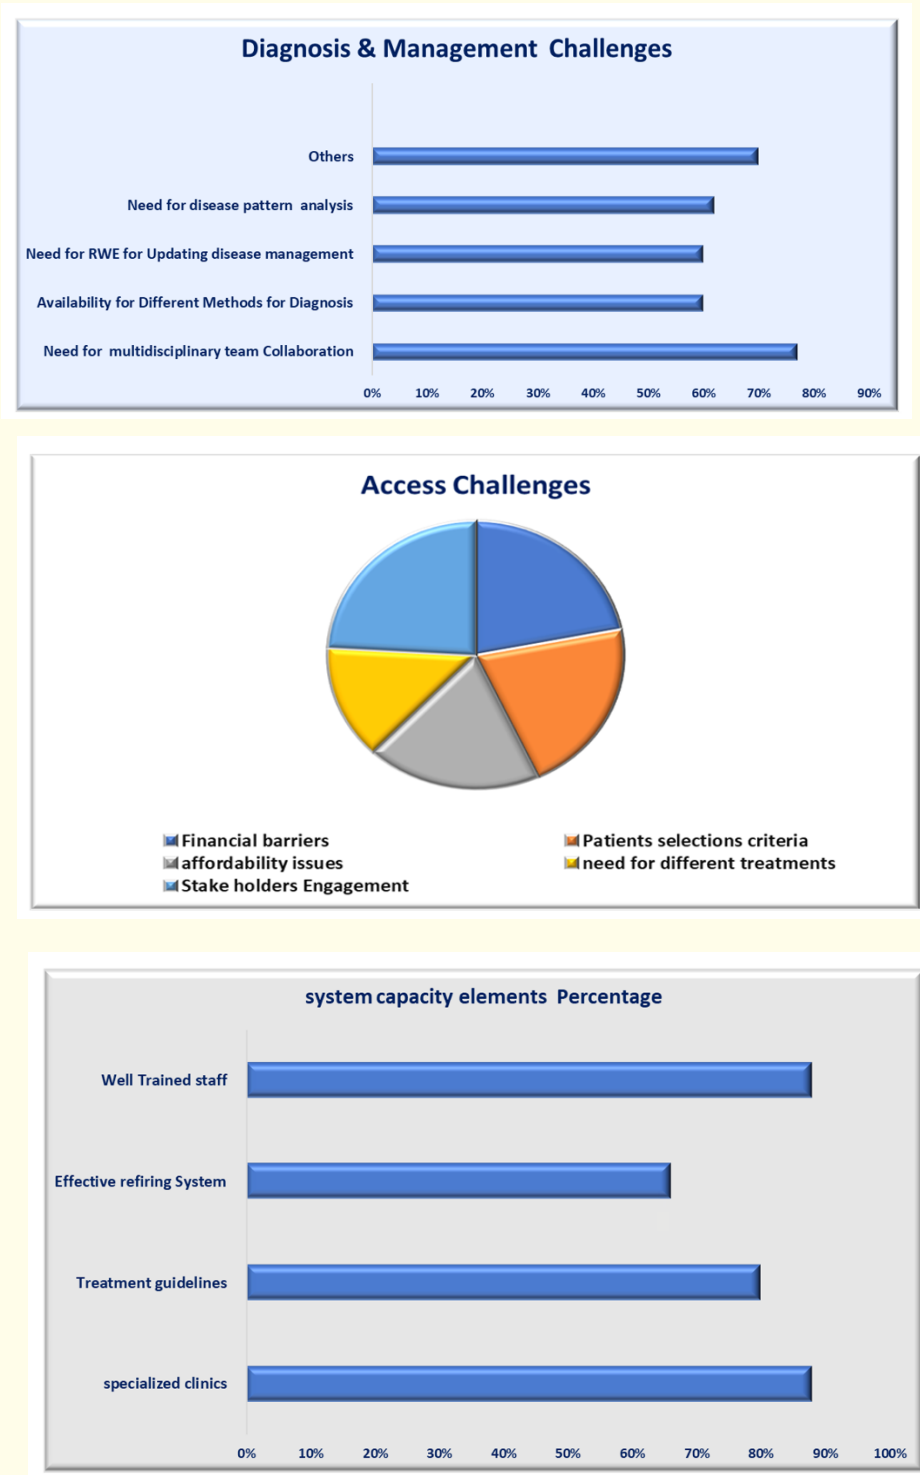 Diagnosis & Management Challenges
Others
Need for disease pattern analysis
Need for RWE for Updating disease management
Availability for Different Methods for Diagnosis
Need for multidisciplinary team Collaboration
0% 10% 20% 30% 40% 50% 60% 70% 80% 90%
Access Challenges
Financial barriers Patients selections criteria
affordability issues need for different treatments
Stake holders Engagement
system capacity elements Percentage
Well Trained staff
Effective refiring System
Treatment guidelines
specialized clinics
0% 10% 20% 30% 40% 50% 60% 70% 80% 90% 100%